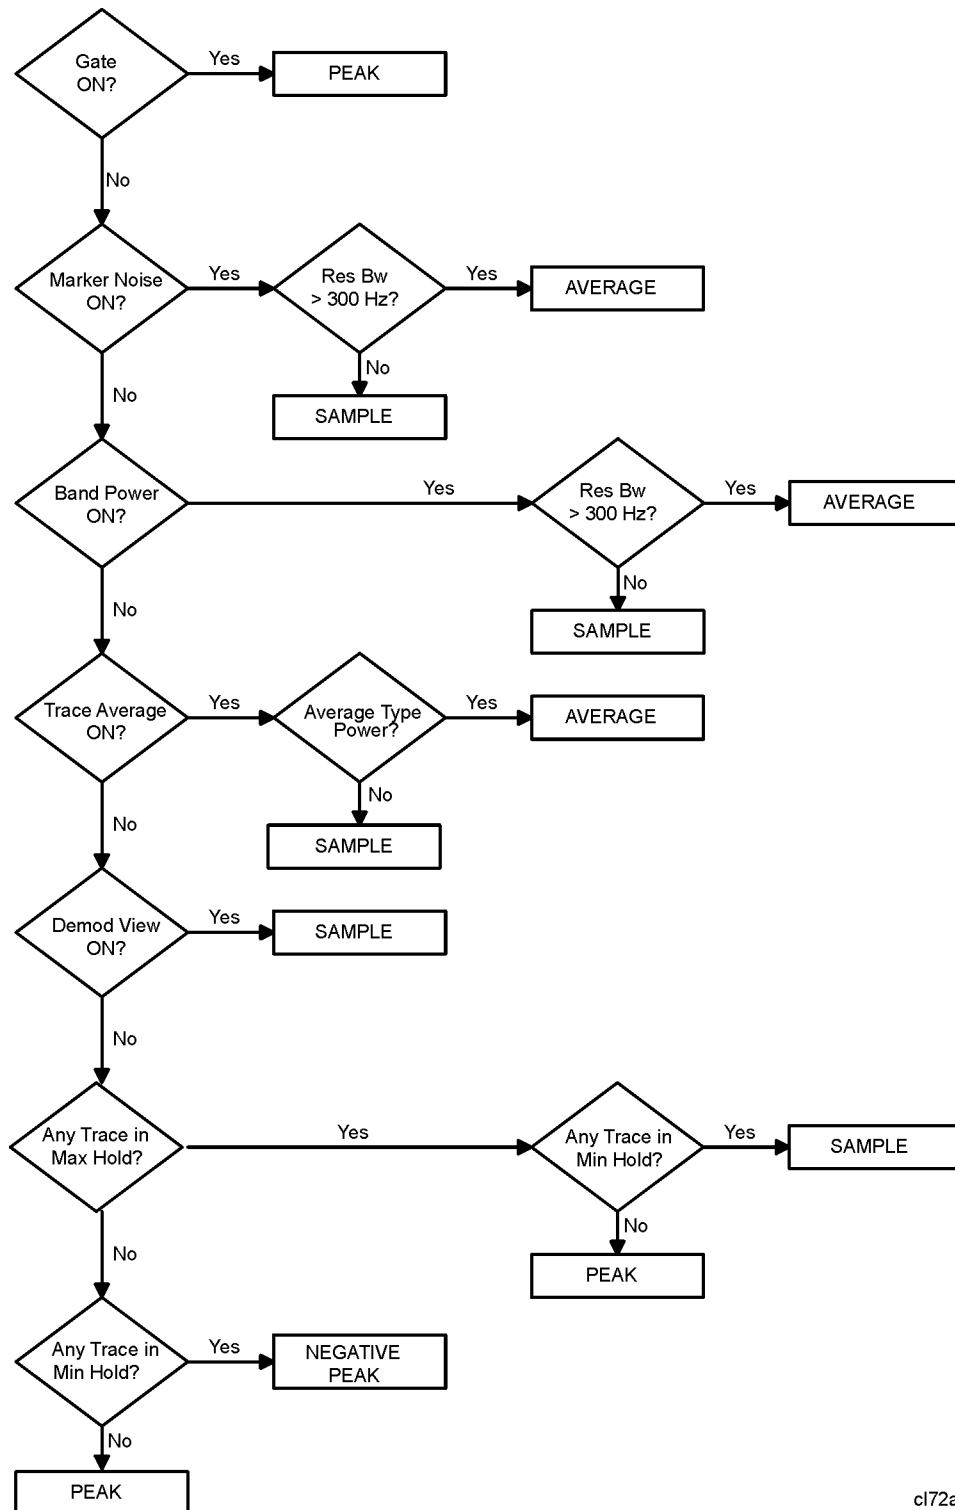 Gate
ON?
Yes
PEAK
No
Marker Noise
ON?
Yes
Res Bw
> 300 Hz?
Yes
AVERAGE
No
SAMPLE
No
Band Power
ON?
Yes
Res Bw
> 300 Hz?
Yes
AVERAGE
No
SAMPLE
No
Trace Average
ON?
Yes
Average Type
Power?
Yes
AVERAGE
No
SAMPLE
No
Demod View
ON?
Yes
SAMPLE
No
Any Trace in
Max Hold?
Yes
Any Trace in
Min Hold?
Yes
SAMPLE
No
PEAK
No
Any Trace in
Min Hold?
Yes
NEGATIVE
PEAK
No
PEAK
cl72a